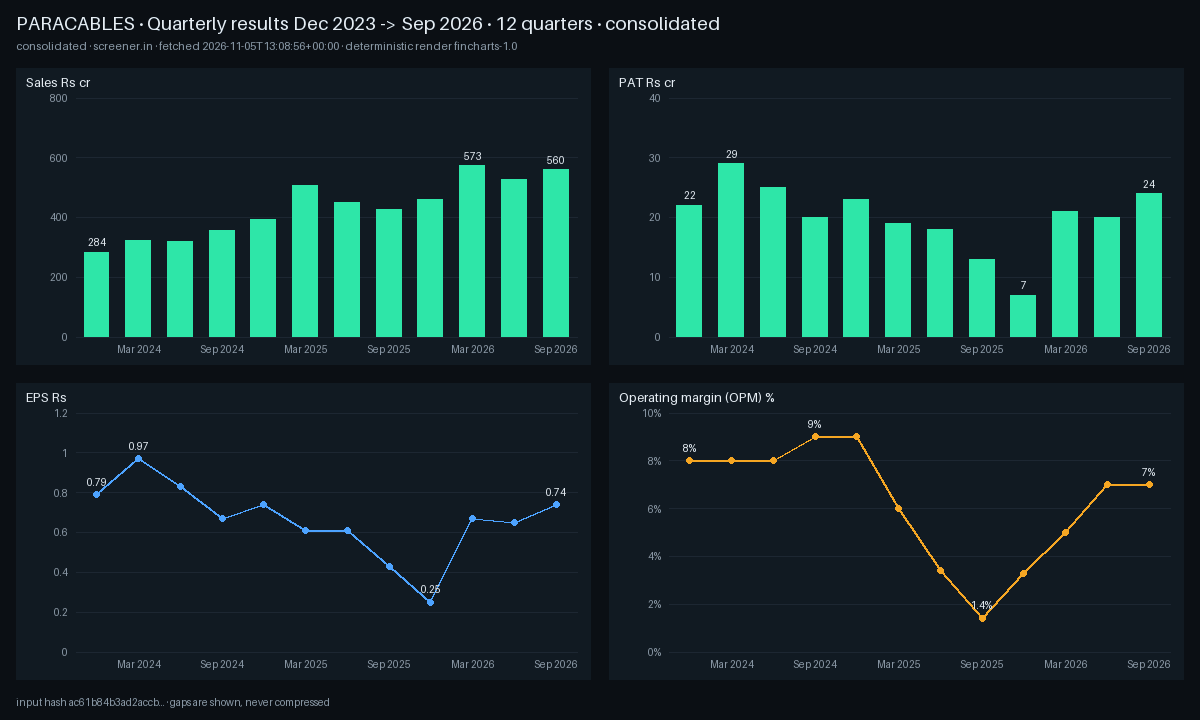 PARACABLES · Quarterly results Dec 2023 -> Sep 2026 · 12 quarters · consolidated
consolidated · screener.in · fetched 2026-11-05T13:08:56+00:00 · deterministic render fincharts-1.0
Sales Rs cr
800
600
400
200
0
284
573
560
Mar 2024
Sep 2024
Mar 2025
Sep 2025
Mar 2026
Sep 2026
PAT Rs cr
40
30
20
10
0
22
29
7
24
Mar 2024
Sep 2024
Mar 2025
Sep 2025
Mar 2026
Sep 2026
EPS Rs
1.2
1
0.8
0.6
0.4
0.2
0
0.79
0.97
0.25
0.74
Mar 2024
Sep 2024
Mar 2025
Sep 2025
Mar 2026
Sep 2026
Operating margin (OPM) %
10%
8%
6%
4%
2%
0%
8%
9%
1.4%
7%
Mar 2024
Sep 2024
Mar 2025
Sep 2025
Mar 2026
Sep 2026
input hash ac61b84b3ad2accb… · gaps are shown, never compressed